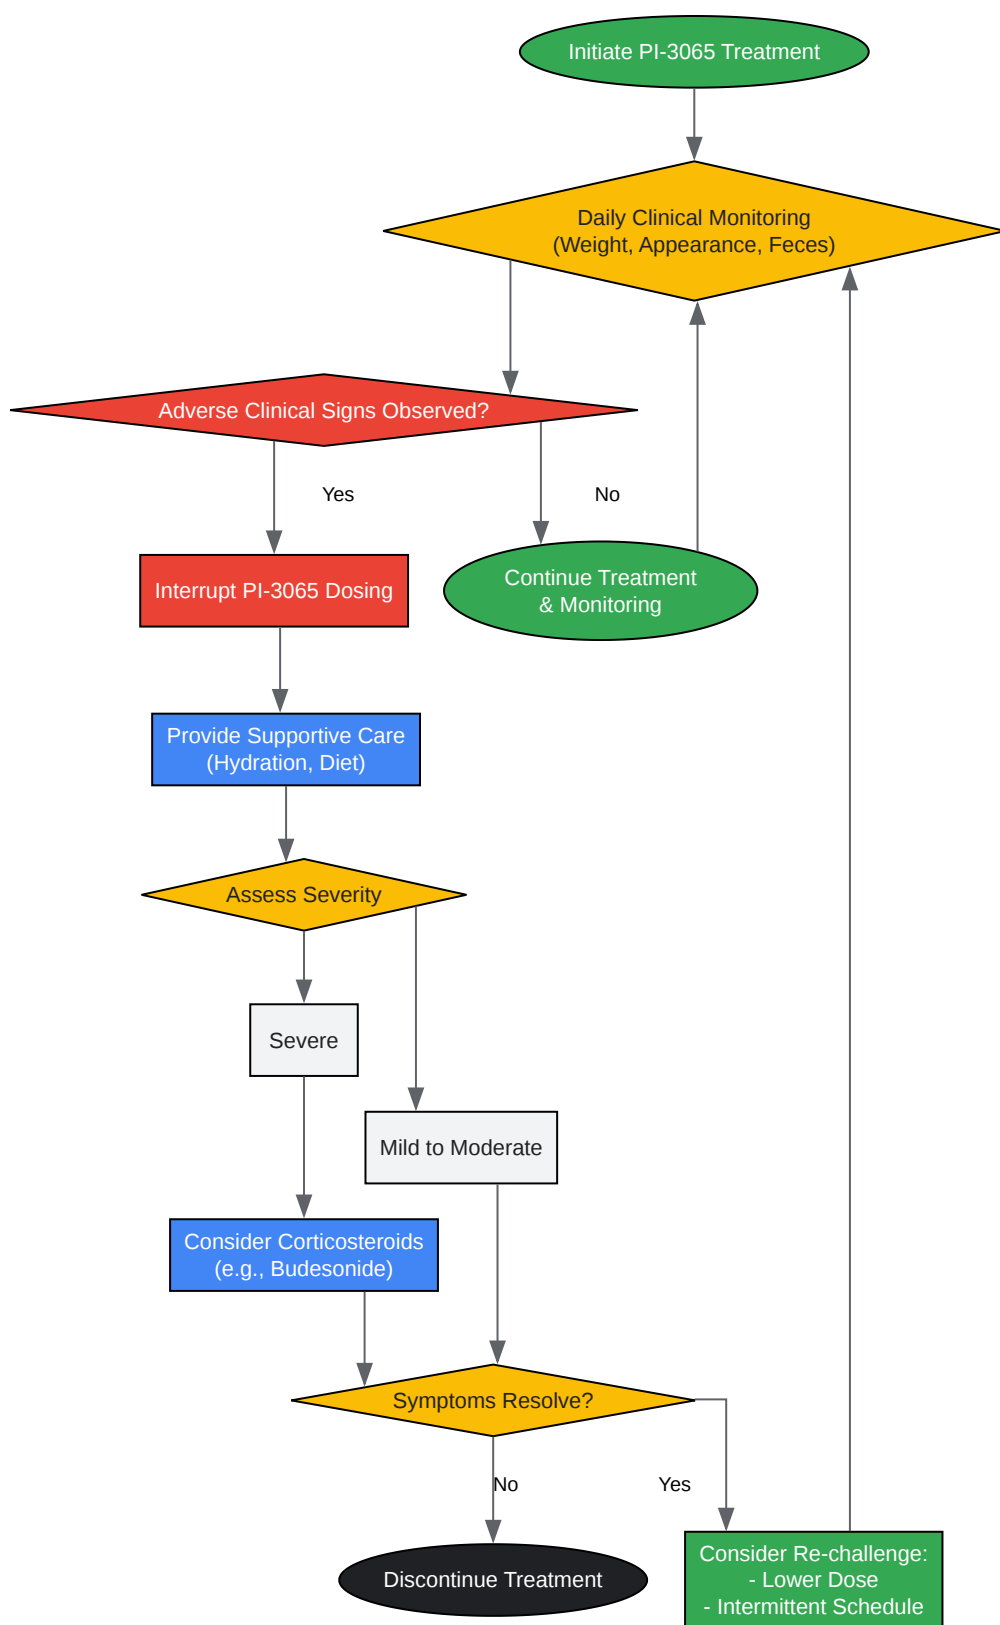 Initiate PI-3065 Treatment
Daily Clinical Monitoring
(Weight, Appearance, Feces)
Adverse Clinical Signs Observed?
Yes
No
Interrupt PI-3065 Dosing
Continue Treatment
& Monitoring
Provide Supportive Care
(Hydration, Diet)
Assess Severity
Severe
Mild to Moderate
Consider Corticosteroids
(e.g., Budesonide)
Symptoms Resolve?
No
Yes
Discontinue Treatment
Consider Re-challenge:
- Lower Dose
- Intermittent Schedule